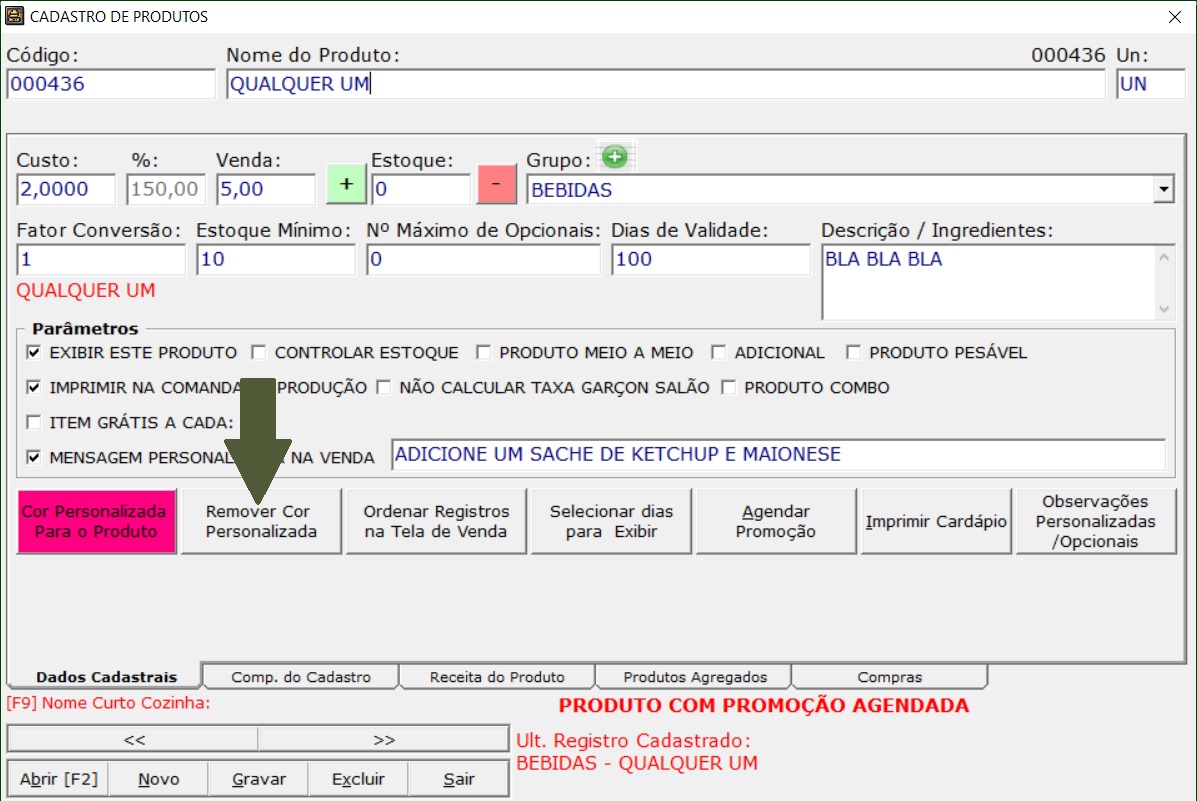 CADASTRO DE PRODUTOS
Código: Nome do Produto: 000436 Un:
000436 QUALQUER UM UN
Custo: %: Venda: + Estoque: - Grupo:
2,0000 150,00 5,00 0 BEBIDAS
Fator Conversão: Estoque Mínimo: Nº Máximo de Opcionais: Dias de Validade: Descrição / Ingredientes:
1 10 0 100 BLA BLA BLA
QUALQUER UM
Parâmetros
EXIBIR ESTE PRODUTO CONTROLAR ESTOQUE PRODUTO MEIO A MEIO ADICIONAL PRODUTO PESÁVEL
IMPRIMIR NA COMANDA PRODUÇÃO NÃO CALCULAR TAXA GARÇON SALÃO PRODUTO COMBO
ITEM GRÁTIS A CADA:
MENSAGEM NA VENDA ADICIONE UM SACHE DE KETCHUP E MAIONESE
Cor Personalizada
Para o Produto
Remover Cor
Personalizada
Ordenar Registros
na Tela de Venda
Selecionar dias
para Exibir
Agendar
Promoção
Imprimir Cardápio
Observações
Personalizadas
/Opcionais
Dados Cadastrais Comp. do Cadastro Receita do Produto Produtos Agregados Compras
[F9] Nome Curto Cozinha: PRODUTO COM PROMOÇÃO AGENDADA
<< >> Ult. Registro Cadastrado:
BEBIDAS - QUALQUER UM
Abrir [F2] Novo Gravar Excluir Sair